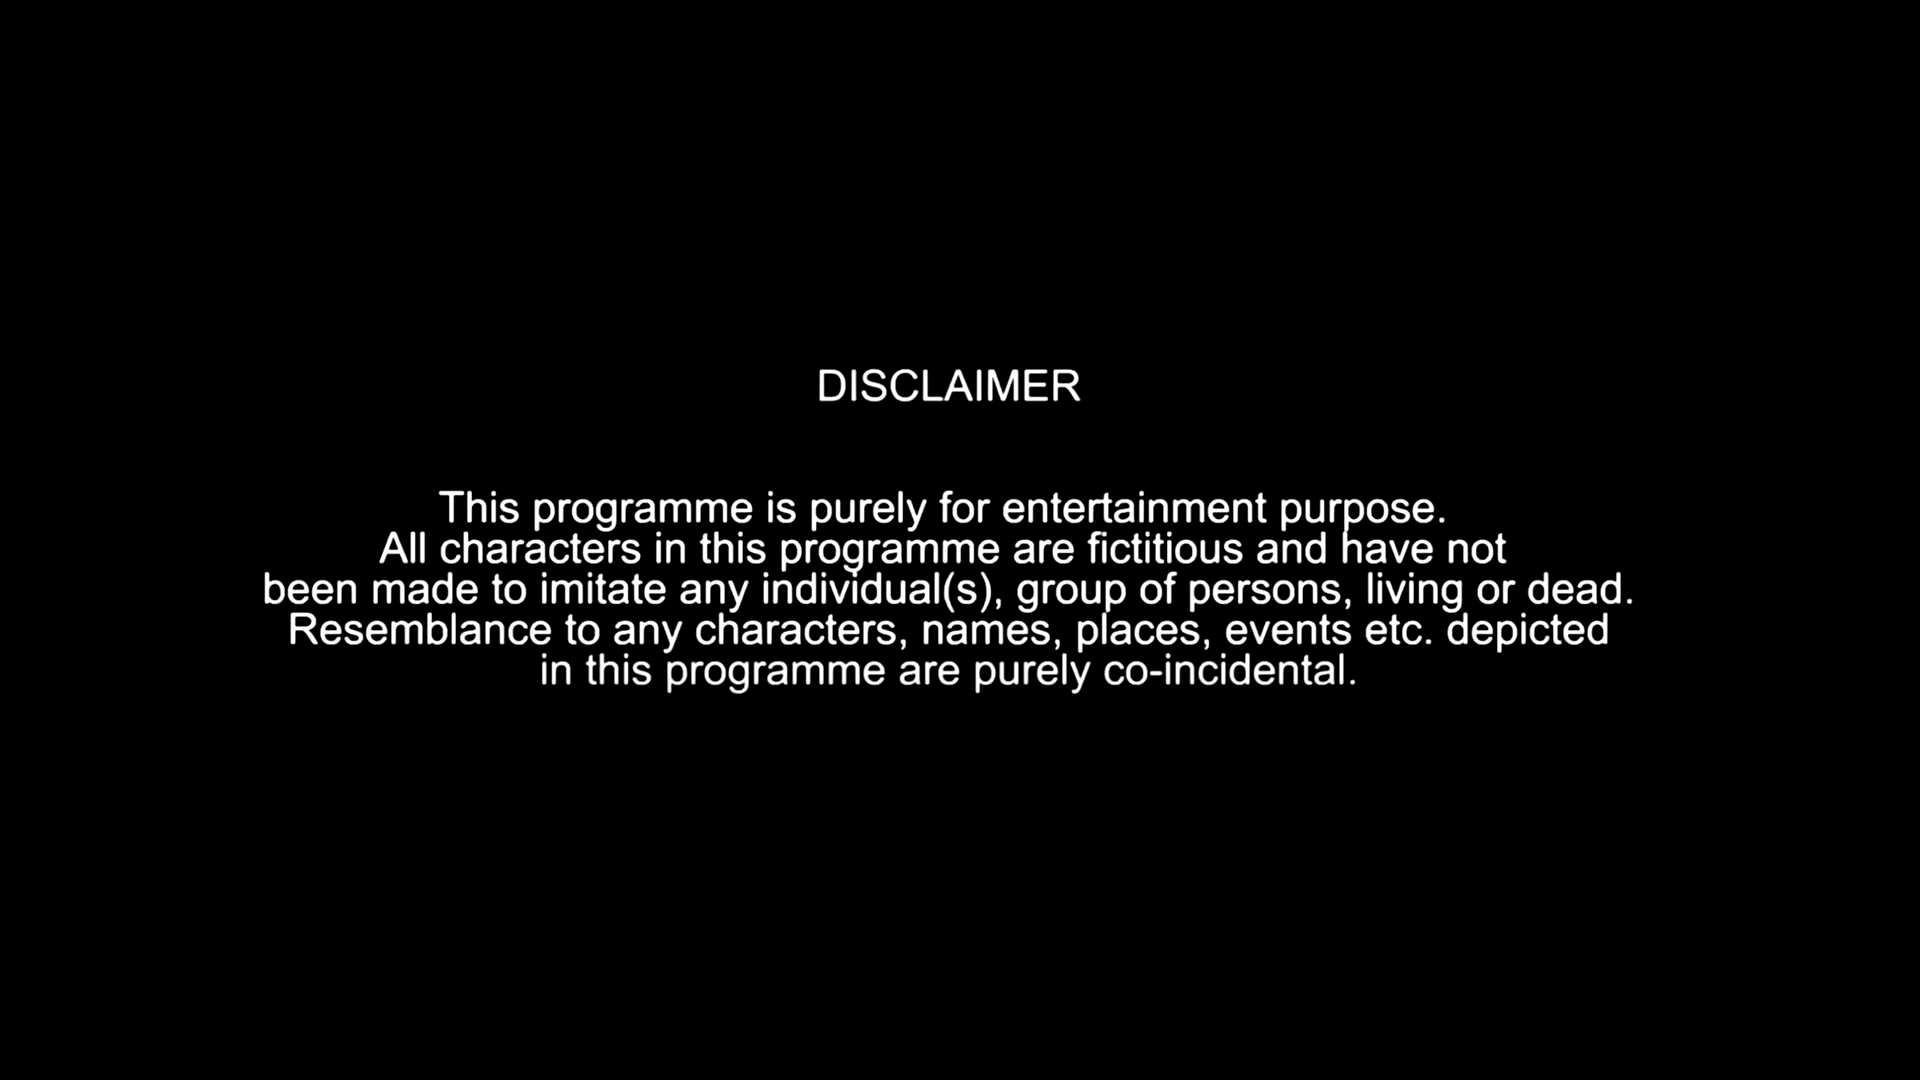 DISCLAIMER
This programme is purely for entertainment purpose.
All characters in this programme are fictitious and have not
been made to imitate any individual(s), group of persons, living or dead.
Resemblance to any characters, names, places, events etc. depicted
in this programme are purely co-incidental.